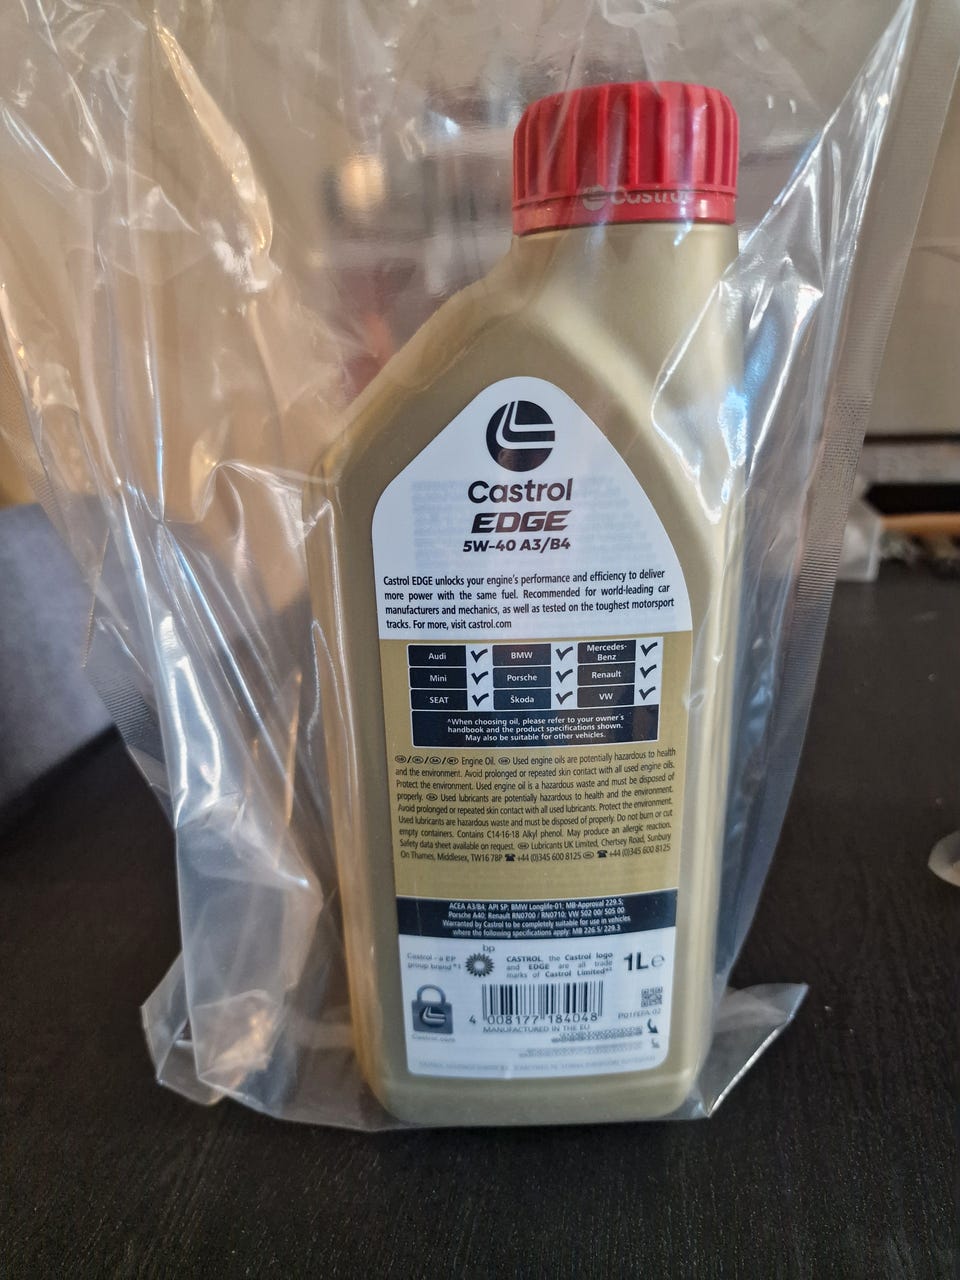 Castrol
Castrol
EDGE
5W-40 A3/B4
Castrol EDGE unlocks your engine's performance and efficiency to deliver
more power with the same fuel. Recommended for world-leading car
manufacturers and mechanics, as well as tested on the toughest motorsport
tracks. For more, visit castrol.com
Audi BMW Mercedes-
Benz
Mini Porsche Renault
SEAT Škoda VW
^When choosing oil, please refer to your owner's
handbook and the product specifications shown.
May also be suitable for other vehicles.
Engine Oil. Used engine oils are potentially hazardous to health
and the environment. Avoid prolonged or repeated skin contact with all used engine oils.
Protect the environment. Used engine oil is a hazardous waste and must be disposed of
properly. Used lubricants are potentially hazardous to health and the environment.
Avoid prolonged or repeated skin contact with all used lubricants. Protect the environment.
Used lubricants are hazardous waste and must be disposed of properly. Do not burn or cut
empty containers. Contains C14-16-18 Alkyl phenol. May produce an allergic reaction.
Safety data sheet available on request. Lubricants UK Limited, Chertsey Road, Sunbury
On Thames, Middlesex, TW16 7BP +44 (0)345 600 8125 +44 (0)345 600 8125
ACEA A3/B4; API SP; BMW Longlife-01; MB-Approval 229.5;
Porsche A40; Renault RN0700 / RN0710; VW 502 00/ 505 00
Warranted by Castrol to be completely suitable for use in vehicles
where the following specifications apply: MB 226.5/ 229.3
bp
Castrol - a BP
group brand
CASTROL, the Castrol logo
and EDGE are all trade
marks of Castrol Limited
1L e
4 008177 184048
MANUFACTURED IN THE EU
Castrol.com